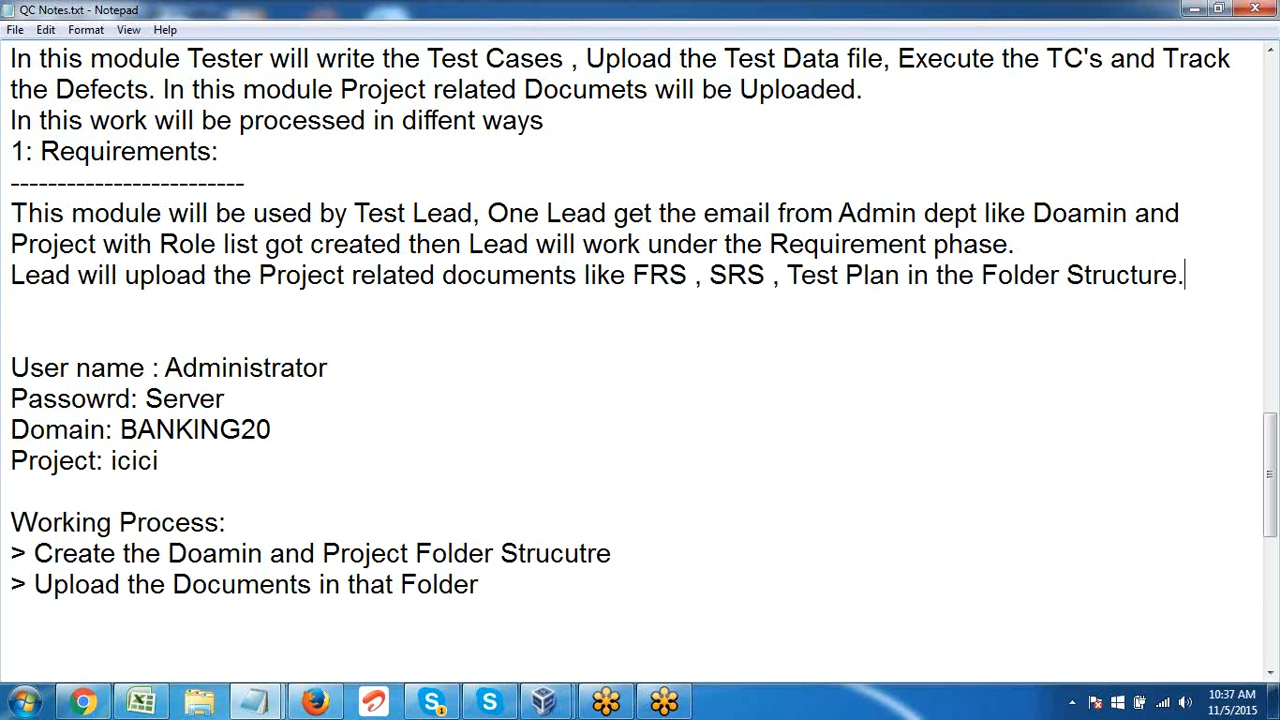 QC Notes.txt - Notepad
File Edit Format View Help
In this module Tester will write the Test Cases , Upload the Test Data file, Execute the TC's and Track
the Defects. In this module Project related Documets will be Uploaded.
In this work will be processed in diffent ways
1: Requirements:
-------------------------
This module will be used by Test Lead, One Lead get the email from Admin dept like Doamin and
Project with Role list got created then Lead will work under the Requirement phase.
Lead will upload the Project related documents like FRS , SRS , Test Plan in the Folder Structure.
User name : Administrator
Passowrd: Server
Domain: BANKING20
Project: icici
Working Process:
> Create the Doamin and Project Folder Strucutre
> Upload the Documents in that Folder
10:37 AM
11/5/2015